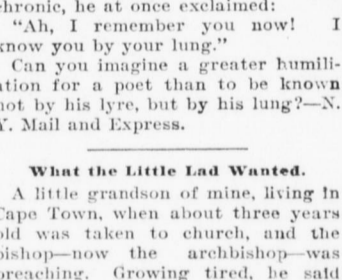 chronic, he at once exclaimed:
"Ah, I remember you now! I
know you by your lung."
Can you imagine a greater humili-
ation for a poet than to be known
not by his lyre, but by his lung?—N.
Y. Mail and Express.
What the Little Lad Wanted.
A little grandson of mine, living in
Cape Town, when about three years
old was taken to church, and the
bishop—now the archbishop—was
preaching. Growing tired, he said